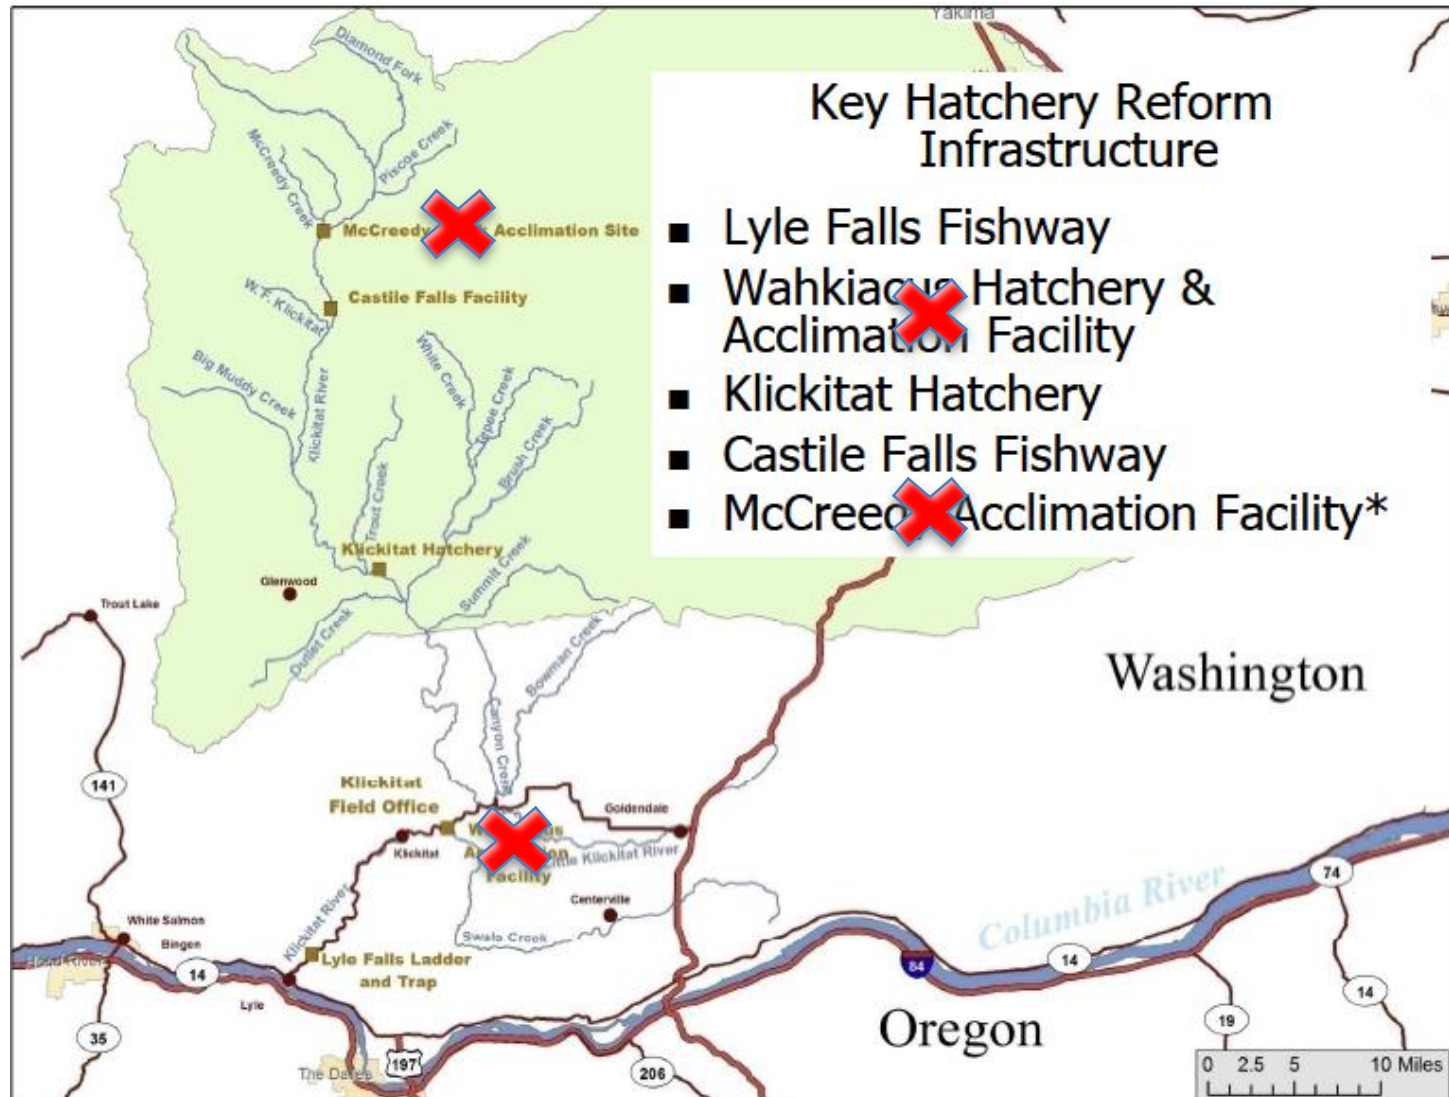 Yakima
Diamond Fork
Key Hatchery Reform
Infrastructure
McCreedy Creek
Piscoe Creek
McCreedy Acclimation Site
■ Lyle Falls Fishway
■ Hatchery &
Acclimation Facility
■ Klickitat Hatchery
■ Castile Falls Fishway
■ Acclimation Facility*
W. F. Klickitat
Castile Falls Facility
Big Muddy Creek
Klickitat River
White Creek
Tepee Creek
Brush Creek
Trout Creek
Klickitat Hatchery
Summit Creek
Glenwood
Trout Lake
Outlet Creek
Bowman Creek
Canyon Creek
Washington
141
Klickitat
Field Office
Goldendale
Klickitat
Little Klickitat River
Facility
Centerville
Klickitat River
Swale Creek
White Salmon
Bingen
Hood River
14
Lyle Falls Ladder
and Trap
Lyle
Columbia River
84
14
74
14
19
35
The Dalles
197
206
Oregon
0 2.5 5 10 Miles